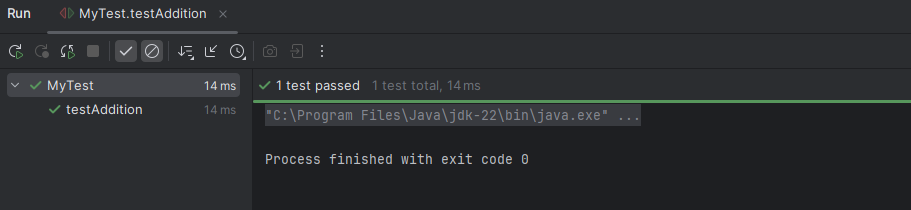 Run MyTest.testAddition
MyTest 14 ms
testAddition 14 ms
1 test passed 1 test total, 14 ms
"C:\Program Files\Java\jdk-22\bin\java.exe" ...
Process finished with exit code 0